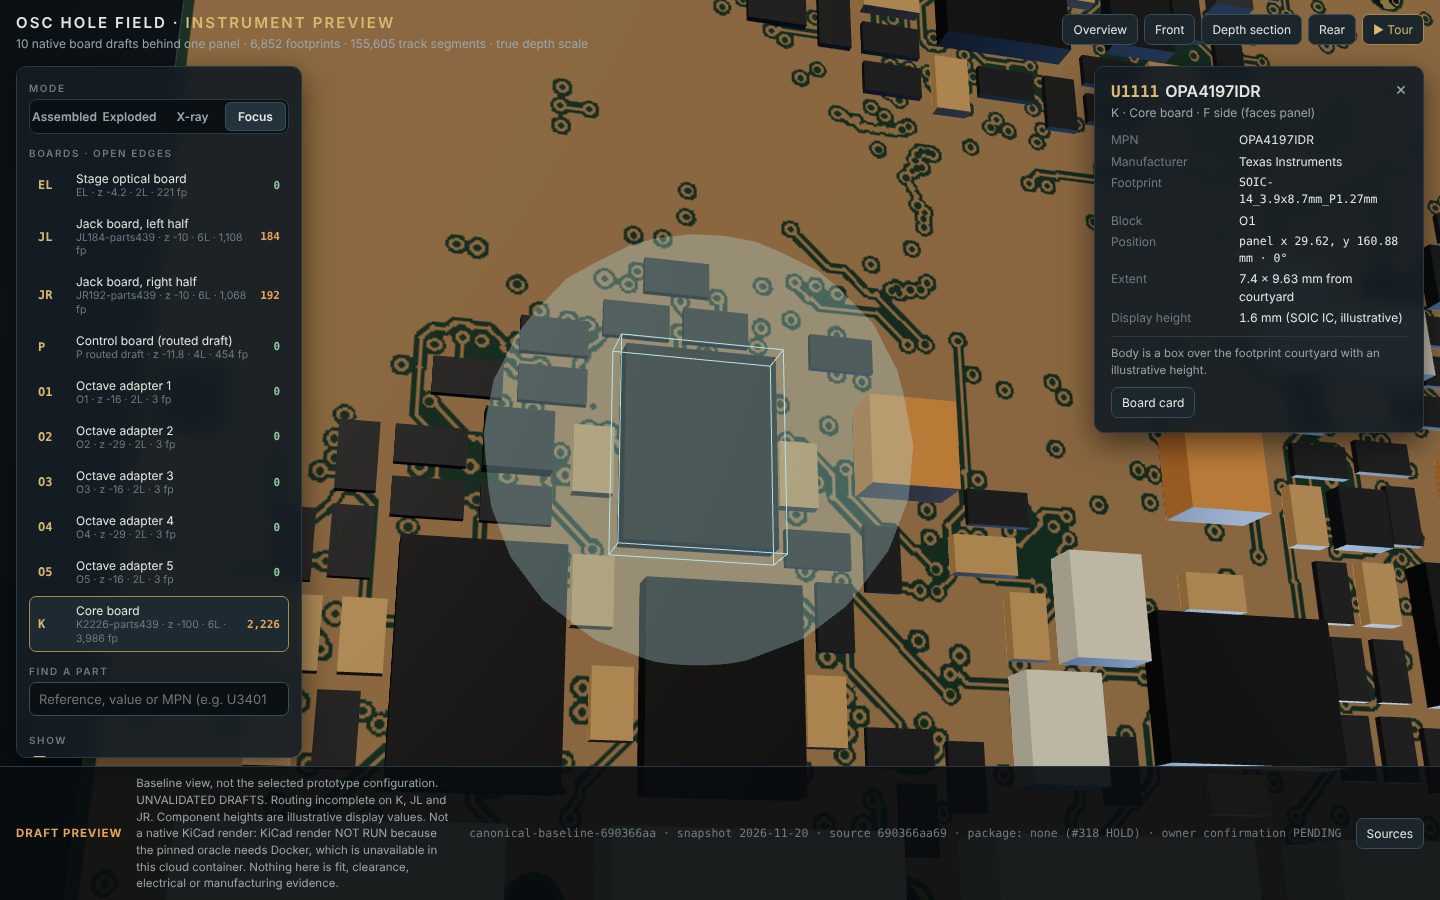 OSC HOLE FIELD · INSTRUMENT PREVIEW
10 native board drafts behind one panel · 6,852 footprints · 155,605 track segments · true depth scale
Overview
Front
Depth section
Rear
▶ Tour
MODE
Assembled
Exploded
X-ray
Focus
BOARDS · OPEN EDGES
EL
Stage optical board
EL · z -4.2 · 2L · 221 fp
0
JL
Jack board, left half
JL184-parts439 · z -10 · 6L · 1,108
fp
184
JR
Jack board, right half
JR192-parts439 · z -10 · 6L · 1,068
fp
192
P
Control board (routed draft)
P routed draft · z -11.8 · 4L · 454 fp
0
O1
Octave adapter 1
O1 · z -16 · 2L · 3 fp
0
O2
Octave adapter 2
O2 · z -29 · 2L · 3 fp
0
O3
Octave adapter 3
O3 · z -16 · 2L · 3 fp
0
O4
Octave adapter 4
O4 · z -29 · 2L · 3 fp
0
O5
Octave adapter 5
O5 · z -16 · 2L · 3 fp
0
K
Core board
K2226-parts439 · z -100 · 6L ·
3,986 fp
2,226
FIND A PART
Reference, value or MPN (e.g. U3401
SHOW
U1111 OPA4197IDR
×
K · Core board · F side (faces panel)
MPN
OPA4197IDR
Manufacturer
Texas Instruments
Footprint
SOIC-
14_3.9x8.7mm_P1.27mm
Block
O1
Position
panel x 29.62, y 160.88
mm · 0°
Extent
7.4 × 9.63 mm from
courtyard
Display height
1.6 mm (SOIC IC, illustrative)
Body is a box over the footprint courtyard with an
illustrative height.
Board card
DRAFT PREVIEW
Baseline view, not the selected prototype configuration.
UNVALIDATED DRAFTS. Routing incomplete on K, JL and
JR. Component heights are illustrative display values. Not
a native KiCad render: KiCad render NOT RUN because
the pinned oracle needs Docker, which is unavailable in
this cloud container. Nothing here is fit, clearance,
electrical or manufacturing evidence.
canonical-baseline-690366aa · snapshot 2026-11-20 · source 690366aa69 · package: none (#318 HOLD) · owner confirmation PENDING
Sources